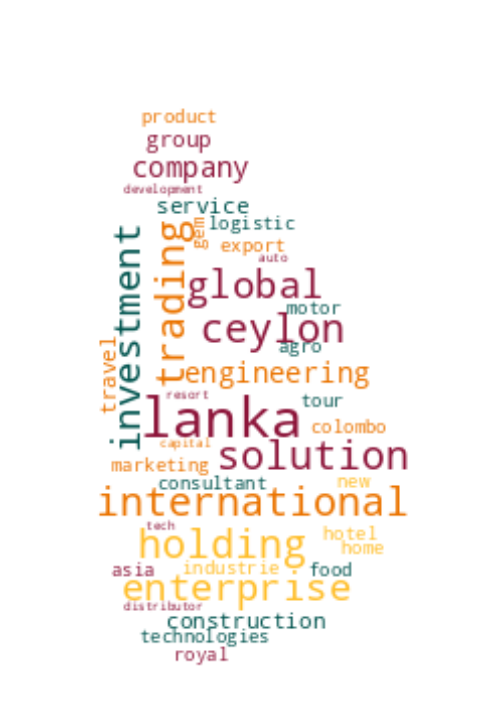 product
group
company
development
service
gem
logistic
export
auto
investment
trading
global
motor
ceylon
agro
travel
engineering
resort
tour
lanka
colombo
capital
solution
marketing
consultant
new
international
tech
holding
hotel
home
asia
industrie
food
enterprise
distributor
construction
technologies
royal